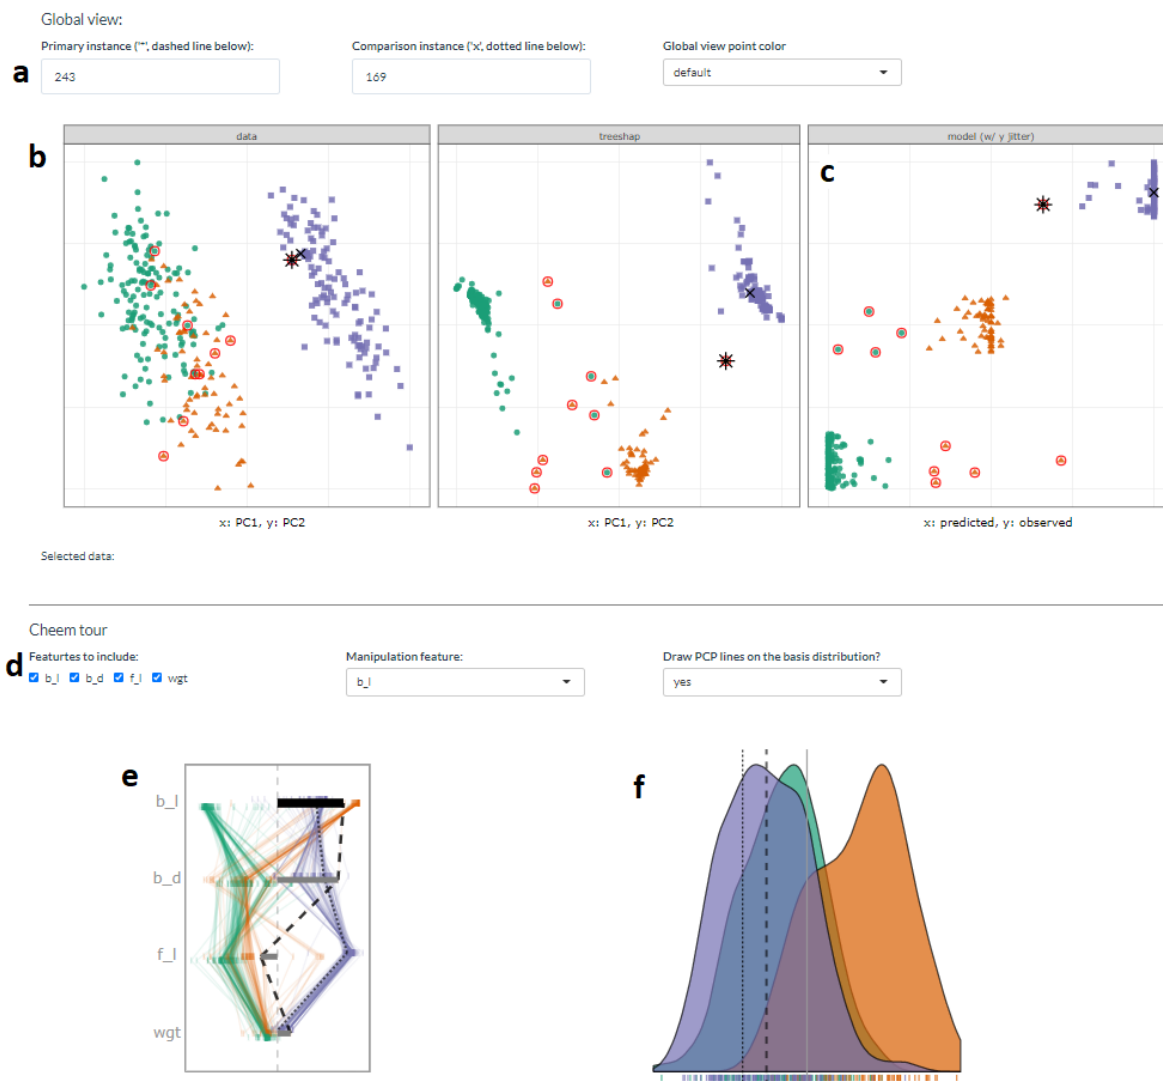 Global view:
Primary instance ('*', dashed line below):
Comparison instance ('x', dotted line below):
Global view point color
a
243
169
default
data
treeshap
model (w/ y jitter)
b
c
x: PC1, y: PC2
x: PC1, y: PC2
x: predicted, y: observed
Selected data:
Cheem tour
d
Featurtes to include:
Manipulation feature:
Draw PCP lines on the basis distribution?
b_l
b_d
f_l
wgt
b_l
yes
e
f
b_l
b_d
f_l
wgt